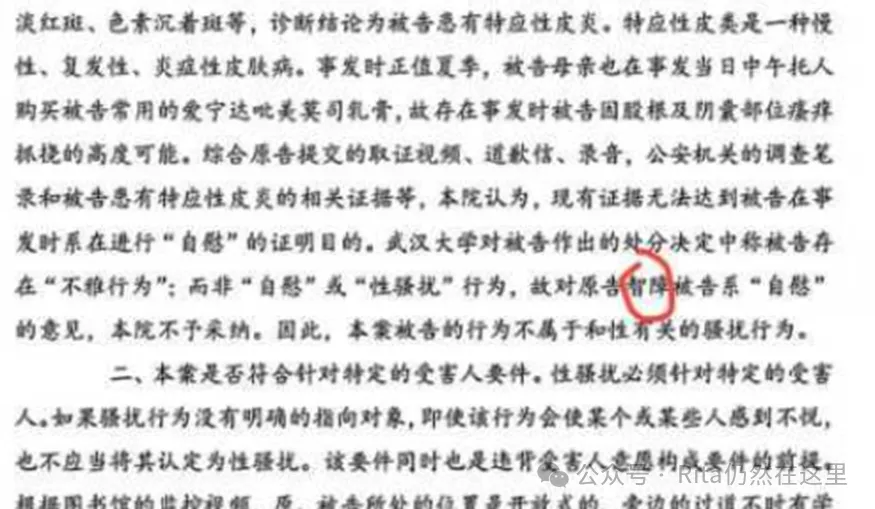 淡红斑、色素沉着斑等，诊断结论为被告患有特应性皮炎。特应性皮类是一种慢
性、复发性、炎症性皮肤病。事发时正值夏季，被告母亲也在事发当日中午托人
购买被告常用的爱宁达吡美莫司乳膏，故存在事发时被告因股根及阴囊部位瘙痒
抓挠的高度可能。综合原告提交的取证视频、道歉信、录音，公安机关的调查笔
录和被告患有特应性皮炎的相关证据等，本院认为，现有证据无法达到被告在事
发时系在进行“自慰”的证明目的。武汉大学对被告作出的处分决定中称被告存
在“不雅行为”；而非“自慰”或“性骚扰”行为，故对原告智障被告系“自慰”
的意见，本院不予采纳。因此，本案被告的行为不属于和性有关的骚扰行为。
二、本案是否符合针对特定的受害人要件。性骚扰必须针对特定的受害
人。如果骚扰行为没有明确的指向对象，即使该行为会使某个或某些人感到不悦，
也不应当将其认定为性骚扰。该要件同时也是违背受害人意愿构成要件的前提。
根据图书馆的监控视频，原、被告所处的位置是开放式的，旁边的过道不时有学
公众号·Rita仍然在这里